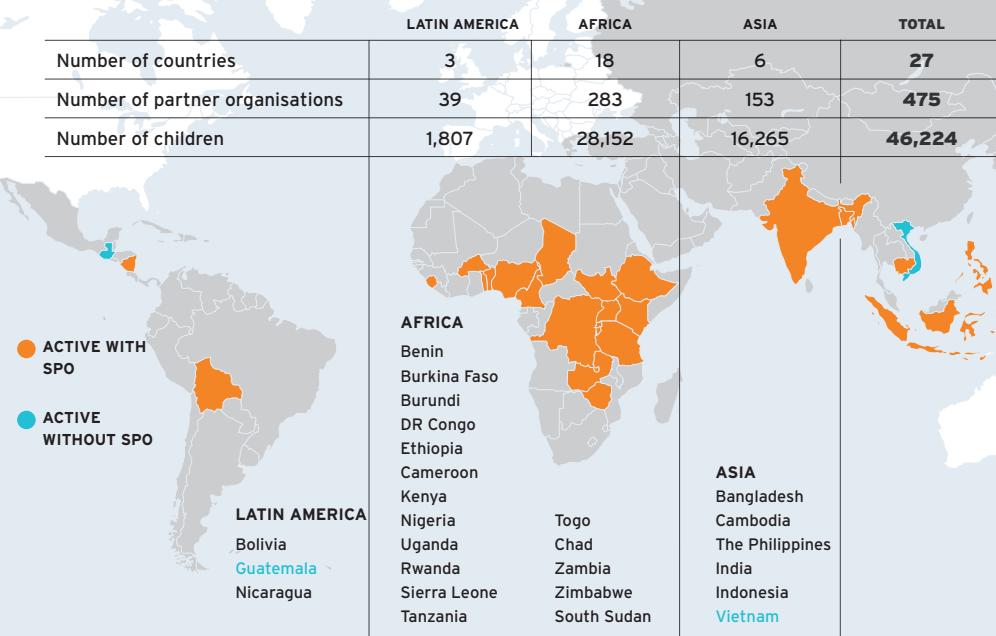 LATIN AMERICA AFRICA ASIA TOTAL
Number of countries 3 18 6 27
Number of partner organisations 39 283 153 475
Number of children 1,807 28,152 16,265 46,224
ACTIVE WITH
SPO
ACTIVE
WITHOUT SPO
LATIN AMERICA
Bolivia
Guatemala
Nicaragua
AFRICA
Benin
Burkina Faso
Burundi
DR Congo
Ethiopia
Cameroon
Kenya
Nigeria
Uganda
Rwanda
Sierra Leone
Tanzania
Togo
Chad
Zambia
Zimbabwe
South Sudan
ASIA
Bangladesh
Cambodia
The Philippines
India
Indonesia
Vietnam